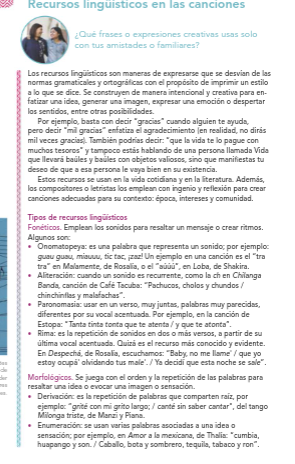 Recursos lingüísticos en las canciones
¿Qué frases o expresiones creativas usas solo
con tus amistades o familiares?
Los recursos lingüísticos son maneras de expresarse que se desvían de las
normas gramaticales y ortográficas con el propósito de imprimir un estilo
a lo que se dice. Se construyen de manera intencional y creativa para en-
fatizar una idea, generar una imagen, expresar una emoción o despertar
los sentidos, entre otras posibilidades.
Por ejemplo, basta con decir "gracias" cuando alguien te ayuda,
pero decir "mil gracias" enfatiza el agradecimiento (en realidad, no dirás
mil veces gracias). También podrías decir: "que la vida te lo pague con
muchos tesoros" y tampoco estás hablando de una persona llamada Vida
que llevará baúles y baúles con objetos valiosos, sino que manifiestas tu
deseo de que a esa persona le vaya bien en su existencia.
Estos recursos se usan en la vida cotidiana y en la literatura. Además,
los compositores o letristas los emplean con ingenio y reflexión para crear
canciones adecuadas para su contexto: época, intereses y comunidad.
Tipos de recursos lingüísticos
Fonéticos. Emplean los sonidos para resaltar un mensaje o crear ritmos.
Algunos son:
• Onomatopeya: es una palabra que representa un sonido; por ejemplo:
guau guau, miauuu, tic tac, ¡zaz! Un ejemplo en una canción es el "tra
tra" en Malamente, de Rosalía, o el "aúúú", en Loba, de Shakira.
• Aliteración: cuando un sonido es recurrente, como la ch en Chilanga
Banda, canción de Café Tacuba: "Pachucos, cholos y chundos /
chinchinflas y malafachas".
• Paronomasia: usar en un verso, muy juntas, palabras muy parecidas,
diferentes por su vocal acentuada. Por ejemplo, en la canción de
Estopa: "Tanta tinta tonta que te atenta / y que te atonta".
• Rima: es la repetición de sonidos en dos o más versos, a partir de su
última vocal acentuada. Quizá es el recurso más conocido y evidente.
En Despechá, de Rosalía, escuchamos: "Baby, no me llame' / que yo
estoy ocupá' olvidando tus male'. / Ya decidí que esta noche se sale".
Morfológicos. Se juega con el orden y la repetición de las palabras para
resaltar una idea o evocar una imagen o sensación.
• Derivación: es la repetición de palabras que comparten raíz, por
ejemplo: "grité con mi grito largo; / canté sin saber cantar", del tango
Milonga triste, de Manzi y Piana.
• Enumeración: se usan varias palabras asociadas a una idea o
sensación; por ejemplo, en Amor a la mexicana, de Thalía: "cumbia,
huapango y son. / Caballo, bota y sombrero, tequila, tabaco y ron".